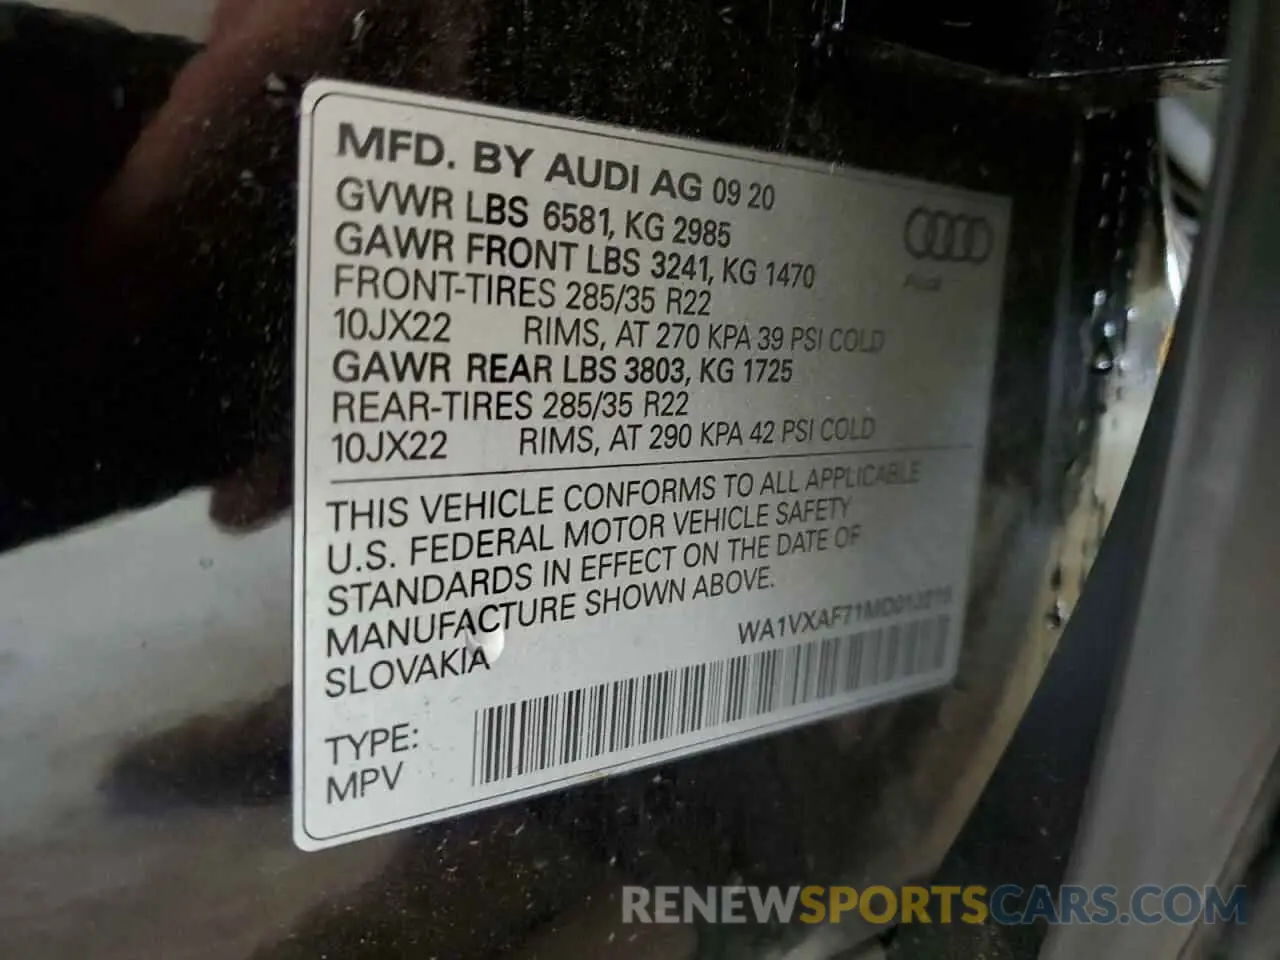 MFD. BY AUDI AG 09 20
GVWR LBS 6581, KG 2985
GAWR FRONT LBS 3241, KG 1470
FRONT-TIRES 285/35 R22
10JX22 RIMS, AT 270 KPA 39 PSI COLD
GAWR REAR LBS 3803, KG 1725
REAR-TIRES 285/35 R22
10JX22 RIMS, AT 290 KPA 42 PSI COLD
THIS VEHICLE CONFORMS TO ALL APPLICABLE
U.S. FEDERAL MOTOR VEHICLE SAFETY
STANDARDS IN EFFECT ON THE DATE OF
MANUFACTURE SHOWN ABOVE.
SLOVAKIA
TYPE:
MPV
RENEWSPORTSCARS.COM